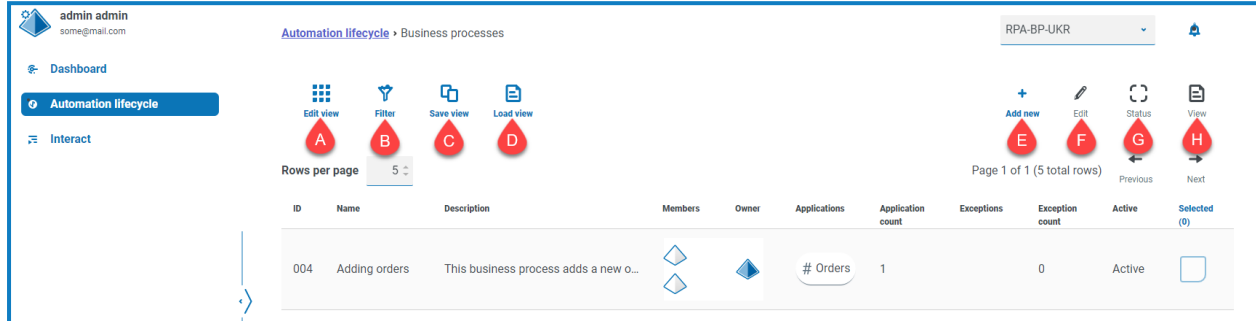 admin admin
some@mail.com
Automation lifecycle › Business processes
RPA-BP-UKR
Dashboard
Automation lifecycle
Interact
Edit view Filter Save view Load view Add new Edit Status View
A B C D E F G H
Rows per page 5 Page 1 of 1 (5 total rows) Previous Next
ID Name Description Members Owner Applications Application count Exceptions Exception count Active Selected (0)
004 Adding orders This business process adds a new o... # Orders 1 0 Active